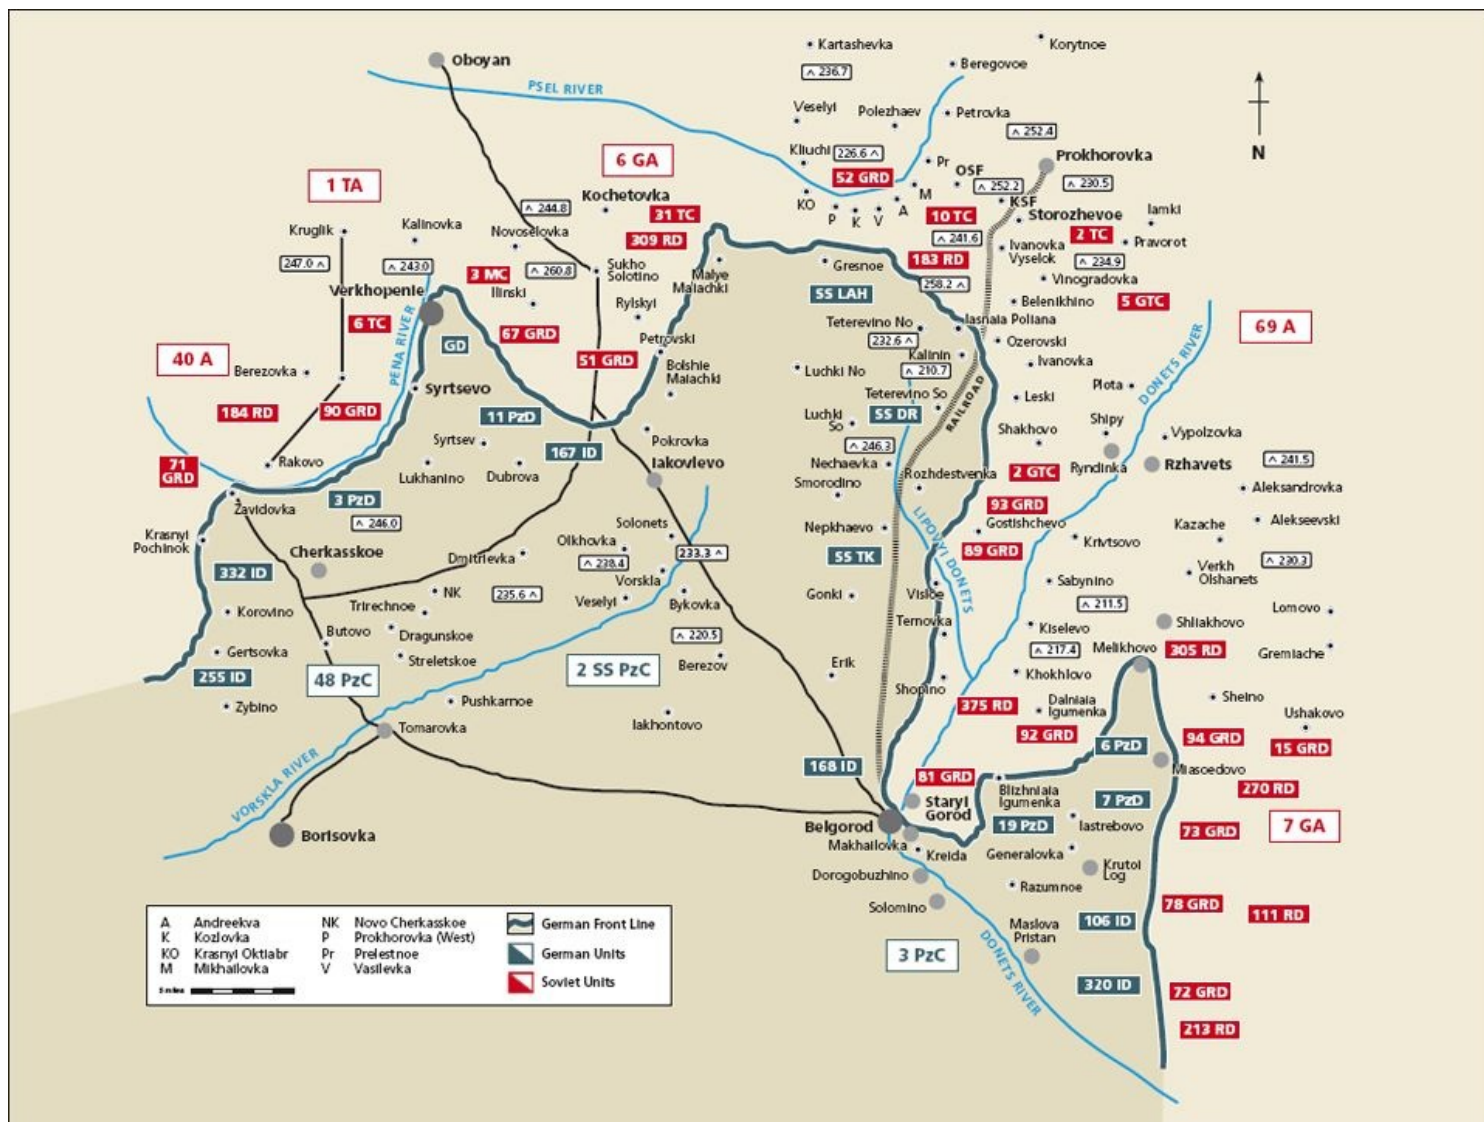 Kartashevka
Korytnoe
Oboyan
236.7
Beregovoe
PSEL RIVER
Veselyi
Polezhaev
Petrovka
252.4
N
Kliuchi
226.6
Pr
Prokhorovka
6 GA
52 GRD
OSF
252.2
230.5
1 TA
Kochetovka
KO
P
K
V
A
M
KSF
244.8
31 TC
10 TC
Storozhevoe
Iamki
Kruglik
Kalinovka
Novoselovka
309 RD
241.6
2 TC
Pravorot
247.0
243.0
3 MC
260.8
Sukho
Solotino
Malye
Maiachki
Gresnoe
183 RD
Ivanovka
Vyselok
234.9
Verkhopenie
Ilinski
SS LAH
258.2
Vinogradovka
6 TC
Rylskyi
Belenikhino
5 GTC
PENA RIVER
GD
67 GRD
Petrovski
Teterevino No
Iasnaia Poliana
69 A
40 A
51 GRD
232.6
Ozerovski
DONETS RIVER
Berezovka
Bolshie
Maiachki
Luchki No
Kalinin
Ivanovka
210.7
Syrtsevo
Teterevino So
RAILROAD
Plota
184 RD
90 GRD
11 PzD
Luchki
So
SS DR
Leski
Shipy
Syrtsev
167 ID
Pokrovka
246.3
Shakhovo
Vypolzovka
71
GRD
Rakovo
Iakovlevo
Nechaevka
Rozhdestvenka
2 GTC
Ryndinka
Rzhavets
241.5
Lukhanino
Dubrova
Smorodino
Aleksandrovka
3 PzD
Zavidovka
93 GRD
246.0
Solonets
Nepkhaevo
LIPOVYI DONETS
Gostishchevo
Kazache
Alekseevski
Krasnyi
Pochinok
Cherkasskoe
Olkhovka
233.3
89 GRD
Krivtsovo
Dmitrievka
238.4
SS TK
230.3
332 ID
Vorskla
Sabynino
Verkh
Olshanets
NK
235.6
Veselyi
Bykovka
Gonki
Visloe
211.5
Korovino
Trirechnoe
Ternovka
Lomovo
Butovo
Dragunskoe
220.5
Kiselevo
Shliakhovo
Gertsovka
Streletskoe
217.4
Melikhovo
305 RD
Gremiache
255 ID
48 PzC
2 SS PzC
Berezov
Erik
Khokhlovo
Shopino
Zybino
Pushkarnoe
375 RD
Dalniaia
Igumenka
Sheino
Iakhontovo
Ushakovo
Tomarovka
92 GRD
6 PzD
94 GRD
15 GRD
VORSKLA RIVER
168 ID
81 GRD
Miasoedovo
Blizhniaia
Igumenka
7 PzD
270 RD
Staryi
Gorod
Belgorod
19 PzD
Iastrebovo
73 GRD
7 GA
Borisovka
Makhailovka
Kreida
Generalovka
Krutoi
Log
Dorogobuzhino
Razumnoe
Solomino
78 GRD
111 RD
Maslova
Pristan
106 ID
3 PzC
DONETS RIVER
320 ID
72 GRD
213 RD
A Andreekva
K Kozlovka
KO Krasnyi Oktiabr
M Mikhailovka
NK Novo Cherkasskoe
P Prokhorovka (West)
Pr Prelestnoe
V Vasilevka
German Front Line
German Units
Soviet Units
5 miles